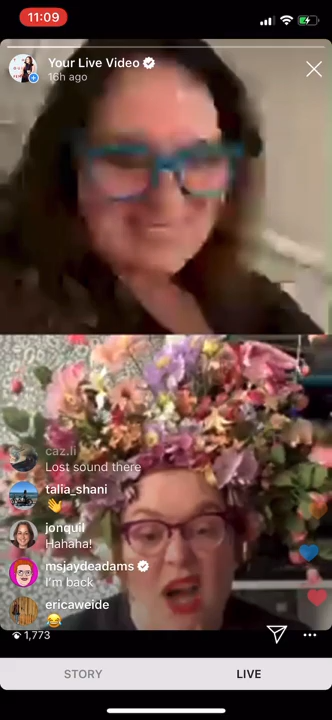 11:09
Your Live Video
16h ago
caz.li
Lost sound there
talia_shani
👋
jonquil
Hahaha!
msjaydeadams
I'm back
ericaweide
😂
1,773
STORY
LIVE